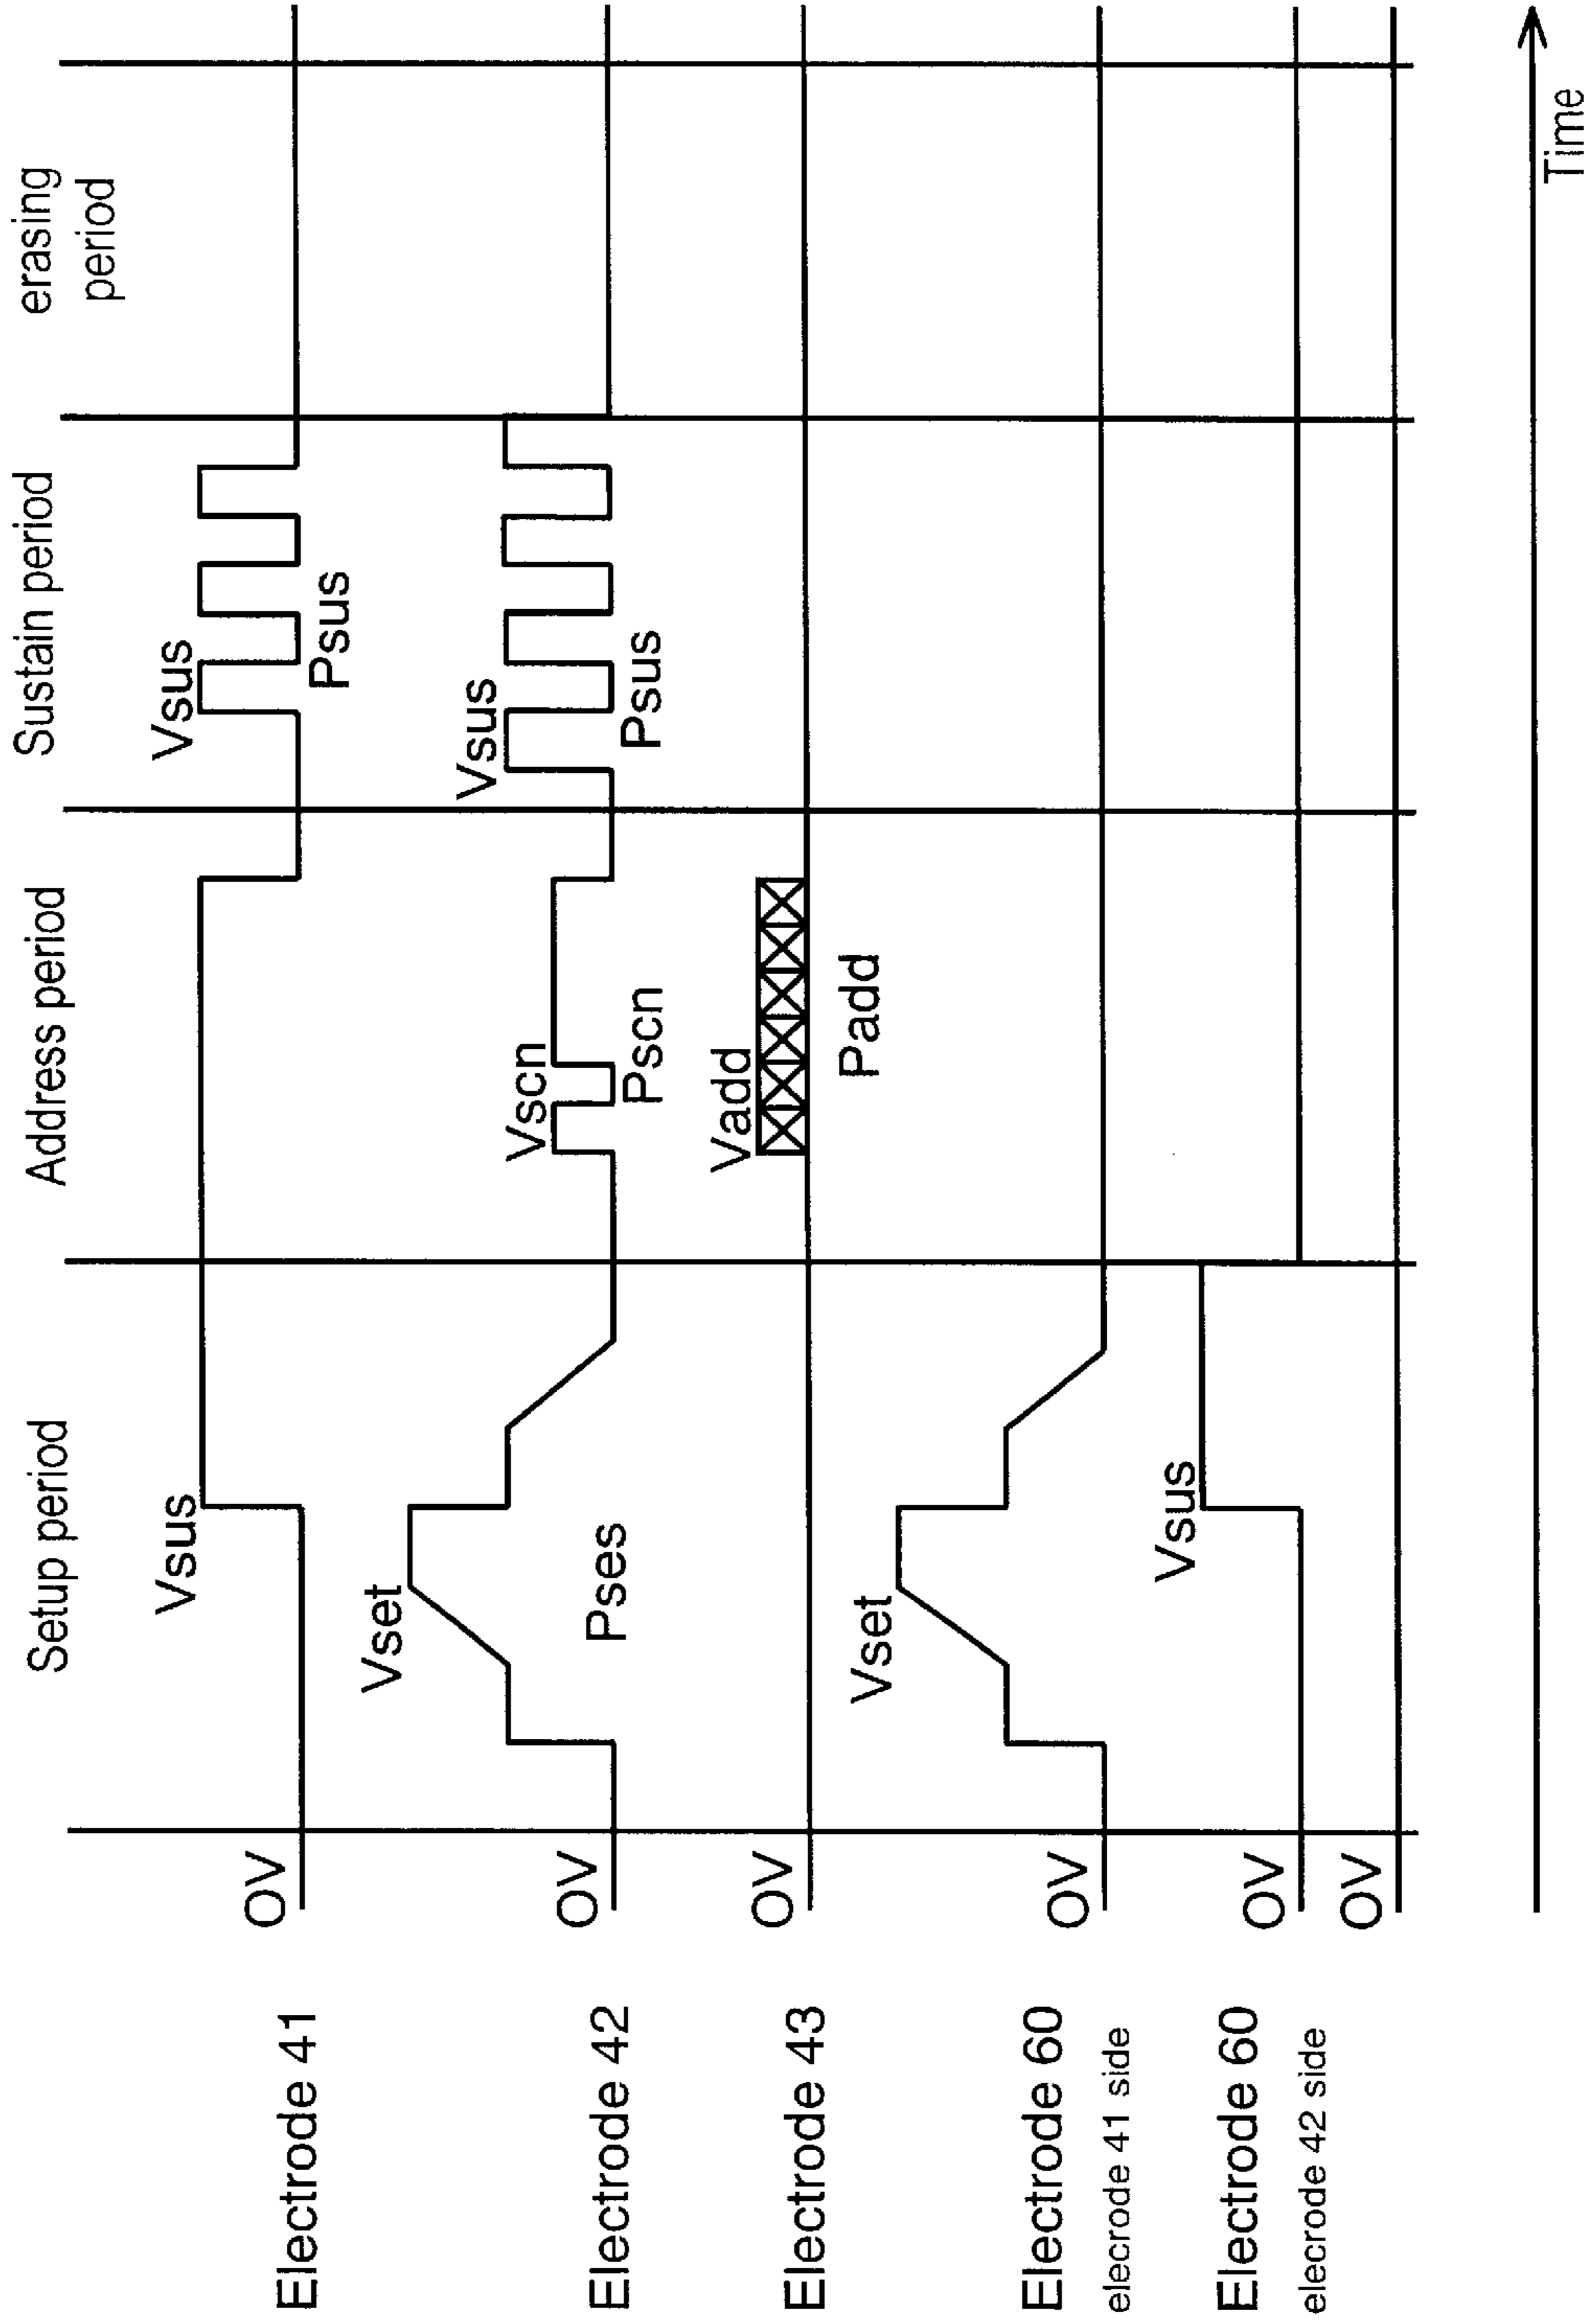 Setup period
Address period
Sustain period
erasing
period
Electrode 41
OV
Vsus
Vsus
Psus
Electrode 42
OV
Vset
Pses
Vscn
Pscn
Vsus
Psus
Electrode 43
OV
Vadd
Padd
Electrode 60
elecrode 41 side
OV
Vset
Electrode 60
elecrode 42 side
OV
Vsus
OV
Time